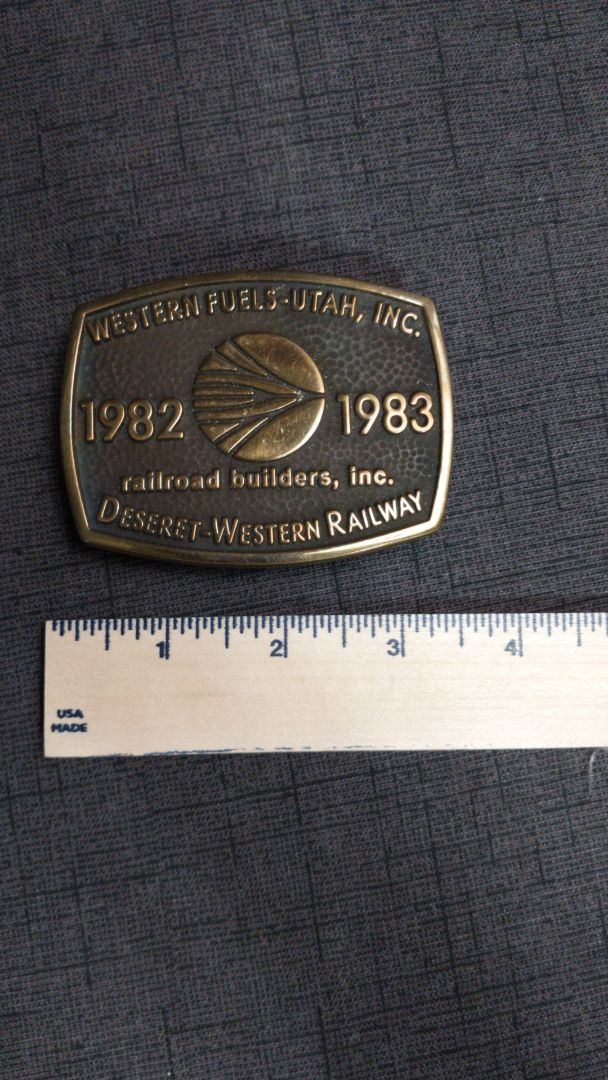 WESTERN FUELS-UTAH, INC.
1982 1983
railroad builders, inc.
DESERET-WESTERN RAILWAY
1 2 3 4
USA
MADE